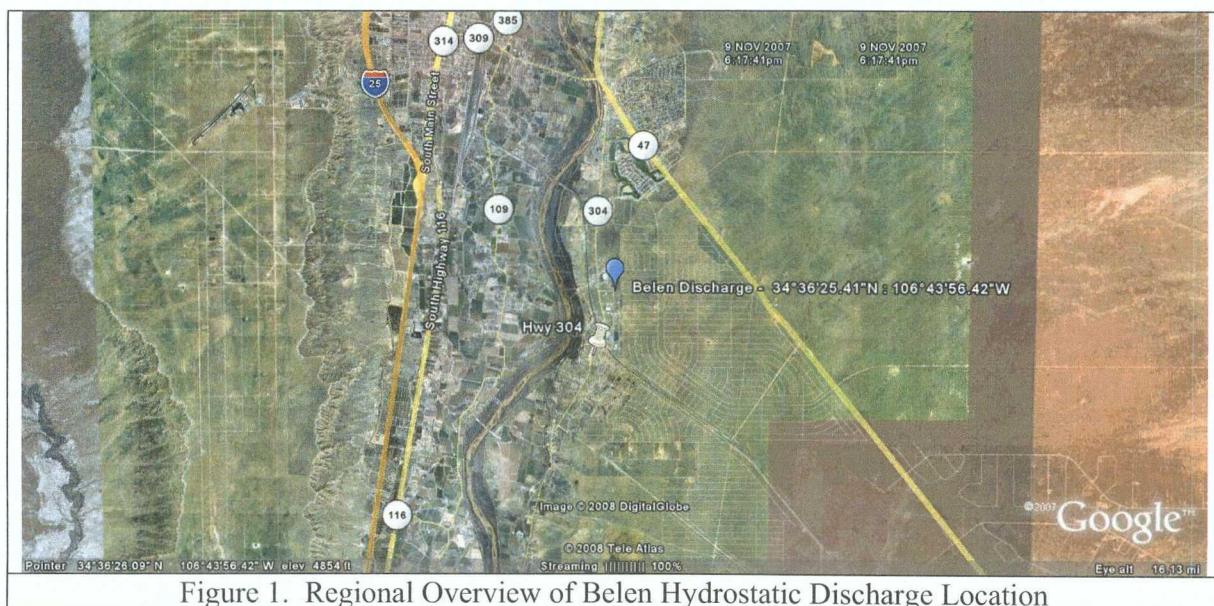 385
314
309
9 NOV 2007
6:17:41pm
9 NOV 2007
6:17:41pm
25
South Main Street
47
109
304
South Highway 116
Belen Discharge - 34°36'25.41"N : 106°43'56.42"W
Hwy 304
116
Image © 2008 DigitalGlobe
©2007 Google™
© 2008 Tele Atlas
Pointer 34°36'26.09" N 106°43'56.42" W elev 4854 ft
Streaming ||||||||| 100%
Eye alt 16.13 mi
Figure 1. Regional Overview of Belen Hydrostatic Discharge Location